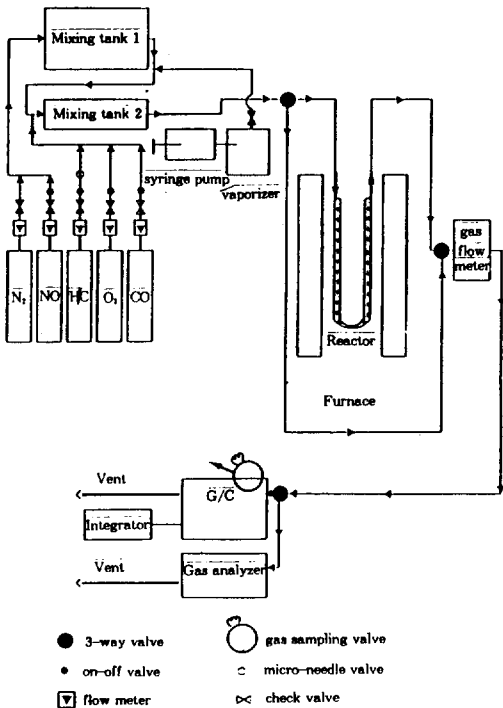 Mixing tank 1
Mixing tank 2
syringe pump
vaporizer
N₂
NO
HC
O₂
CO
gas
flow
meter
Reactor
Furnace
Vent
G/C
Integrator
Vent
Gas analyzer
3-way valve
gas sampling valve
on-off valve
micro-needle valve
flow meter
check valve